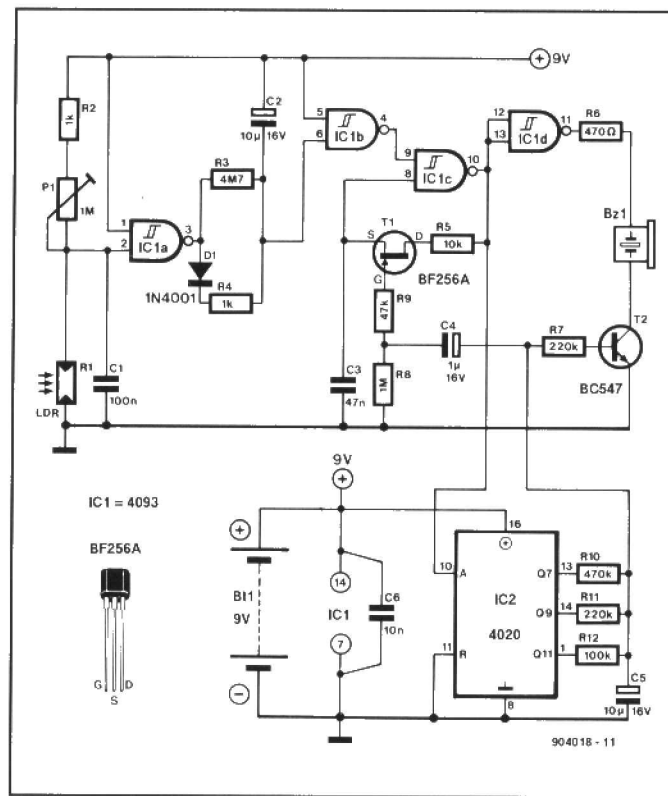 9V
R2
1k
C2
10µ 16V
5
6
4
IC1b
12
13
11
R6
470Ω
IC1d
P1
1M
R3
4M7
9
8
10
IC1c
1
2
3
IC1a
T1
S
D
G
R5
10k
BF256A
Bz1
D1
1N4001
R4
1k
R9
47k
C4
1µ
16V
R7
220k
T2
BC547
R1
LDR
C1
100n
C3
47n
R8
1M
IC1 = 4093
BF256A
G S D
9V
BI1
9V
14
IC1
7
C6
10n
16
10 A
IC2
4020
11 R
8
Q7 13
R10
470k
Q9 14
R11
220k
Q11 1
R12
100k
C5
10µ 16V
904018 - 11